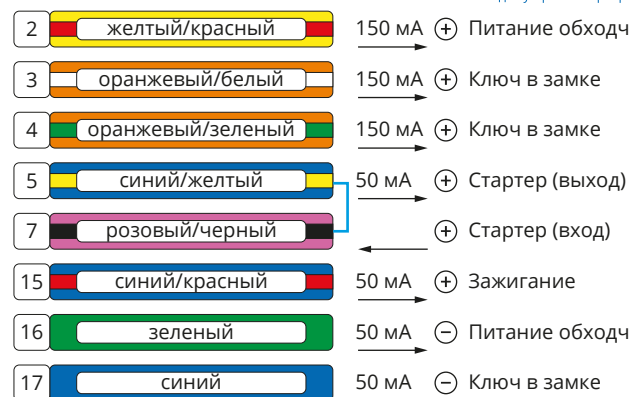 2 желтый/красный 150 мА + Питание обходч
3 оранжевый/белый 150 мА + Ключ в замке
4 оранжевый/зеленый 150 мА + Ключ в замке
5 синий/желтый 50 мА + Стартер (выход)
7 розовый/черный + Стартер (вход)
15 синий/красный 50 мА + Зажигание
16 зеленый 50 мА − Питание обходч
17 синий 50 мА − Ключ в замке